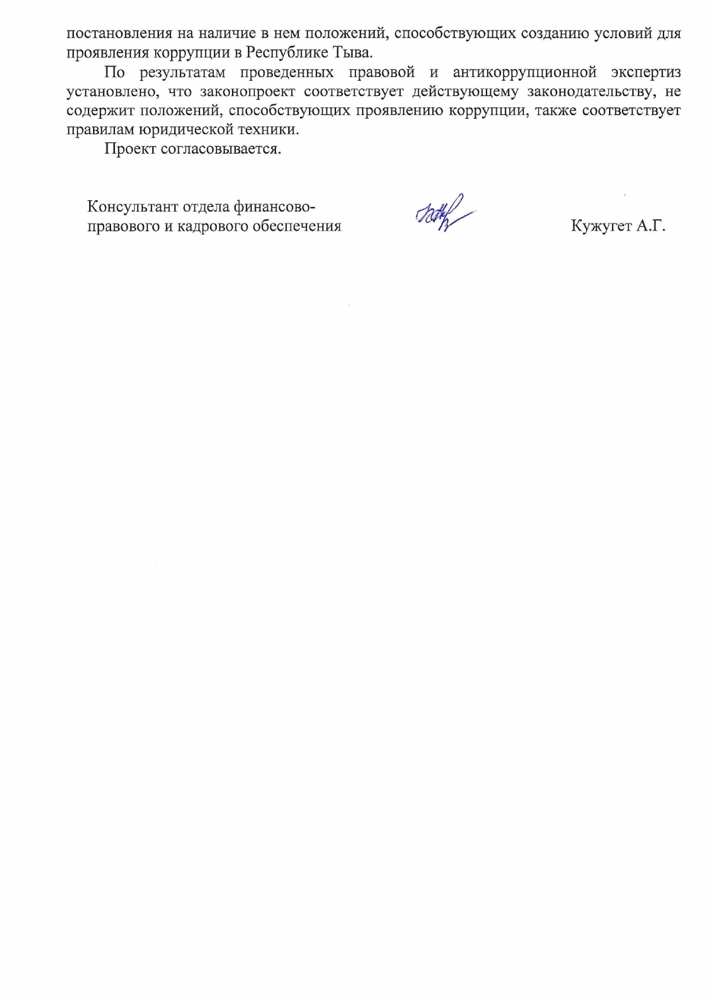 постановления на наличие в нем положений, способствующих созданию условий для
проявления коррупции в Республике Тыва.
По результатам проведенных правовой и антикоррупционной экспертиз
установлено, что законопроект соответствует действующему законодательству, не
содержит положений, способствующих проявлению коррупции, также соответствует
правилам юридической техники.
Проект согласовывается.
Консультант отдела финансово-
правового и кадрового обеспечения
Кужугет А.Г.